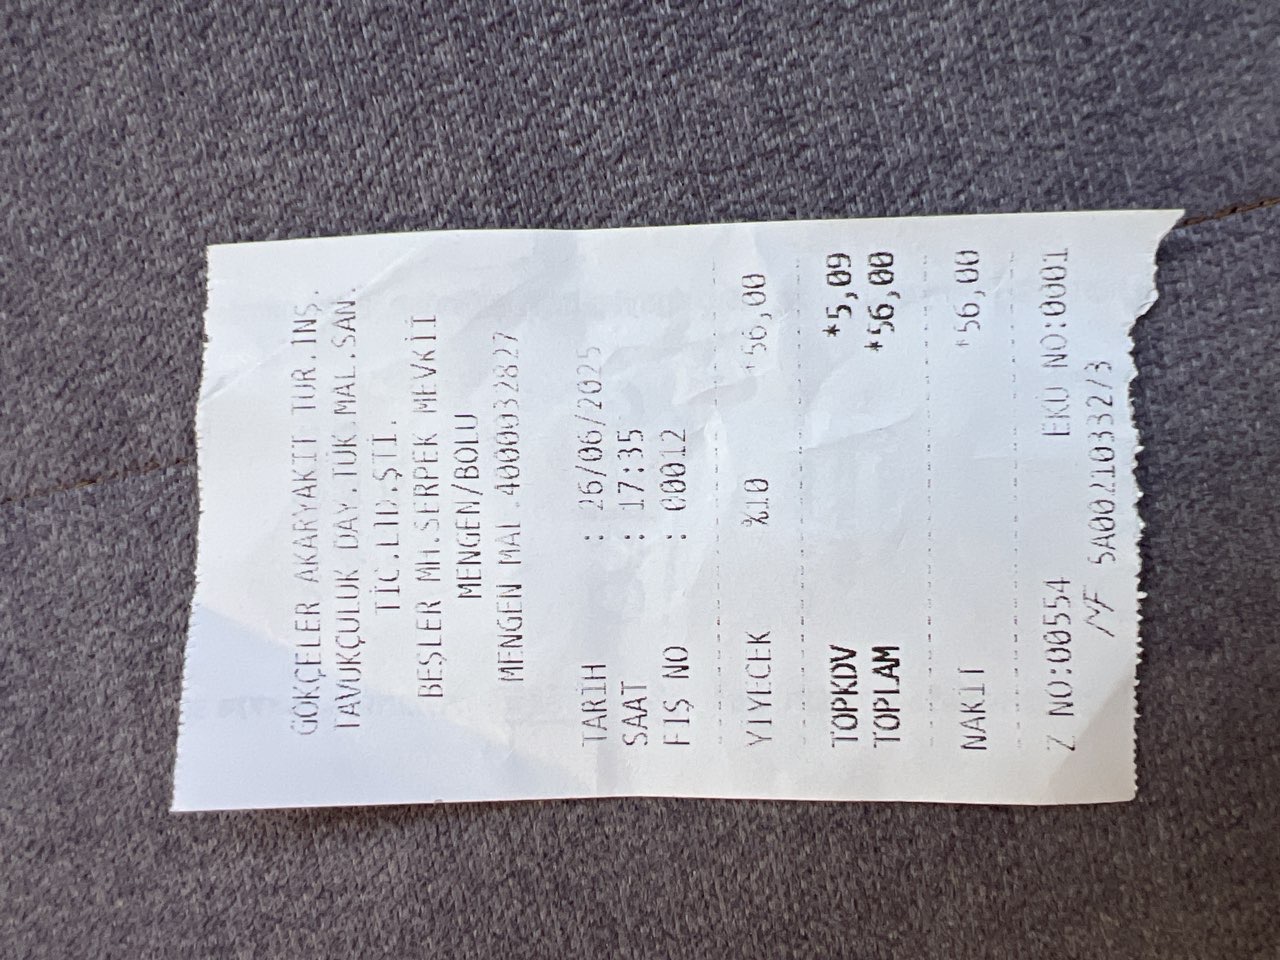 GÖKÇELER AKARYAKIT TUR.İNŞ.
TAVUKÇULUK DAY.TÜK.MAL.SAN.
TİC.LTD.ŞTİ.
BEŞLER MH.SERPEK MEVKİİ
MENGEN/BOLU
MENGEN MAL.4000032827
TARİH : 26/06/2025
SAAT : 17:35
FİŞ NO : 00012
YİYECEK %10 *56,00
TOPKDV *5,09
TOPLAM *56,00
NAKİT *56,00
Z NO:00554 EKÜ NO:0001
MF 5A0021033273